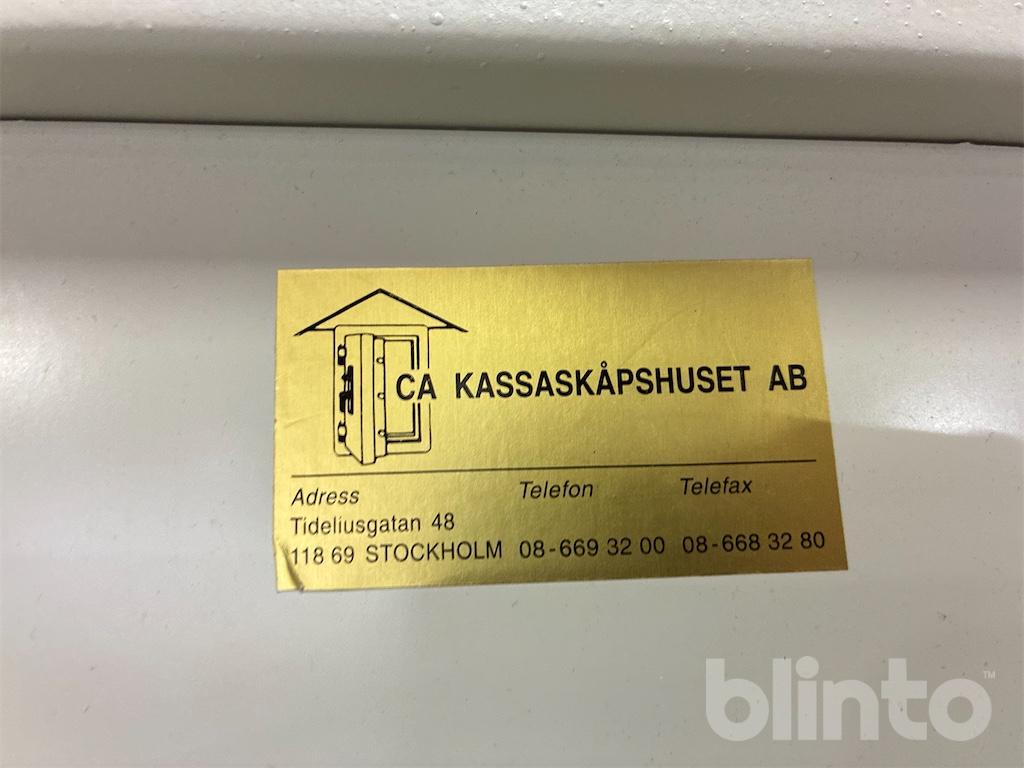 CA KASSASKÅPSHUSET AB
Adress Telefon Telefax
Tideliusgatan 48
118 69 STOCKHOLM 08-669 32 00 08-668 32 80
blinto™